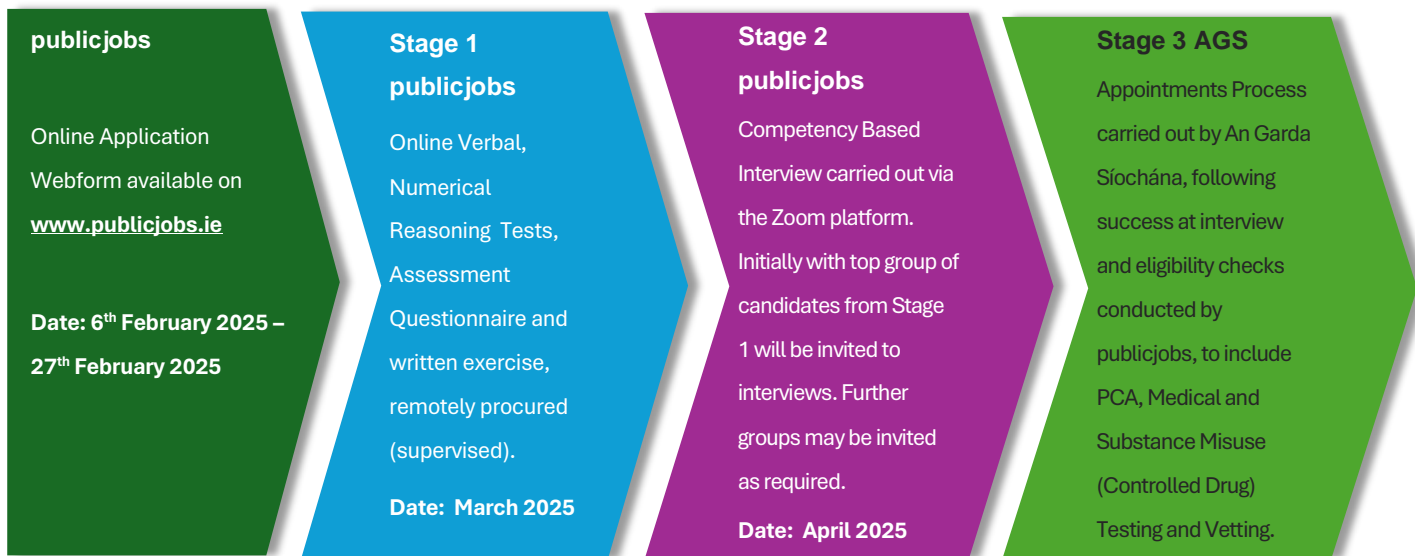 publicjobs
Online Application
Webform available on
www.publicjobs.ie
Date: 6th February 2025 –
27th February 2025
Stage 1
publicjobs
Online Verbal,
Numerical
Reasoning Tests,
Assessment
Questionnaire and
written exercise,
remotely procured
(supervised).
Date: March 2025
Stage 2
publicjobs
Competency Based
Interview carried out via
the Zoom platform.
Initially with top group of
candidates from Stage
1 will be invited to
interviews. Further
groups may be invited
as required.
Date: April 2025
Stage 3 AGS
Appointments Process
carried out by An Garda
Síochána, following
success at interview
and eligibility checks
conducted by
publicjobs, to include
PCA, Medical and
Substance Misuse
(Controlled Drug)
Testing and Vetting.